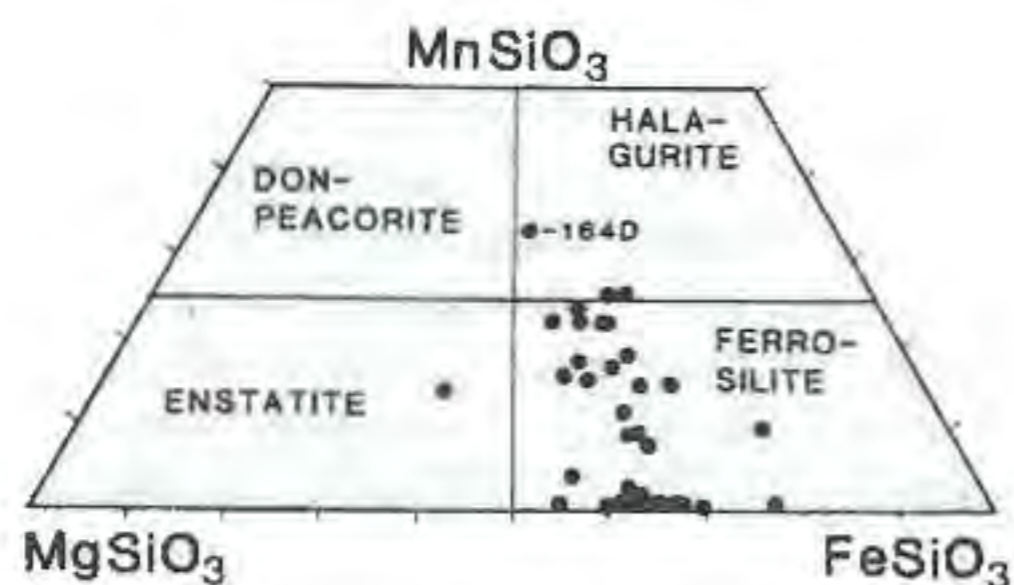 MnSiO3
HALA-
GURITE
DON-
PEACORITE
-164D
FERRO-
SILITE
ENSTATITE
MgSiO3
FeSiO3